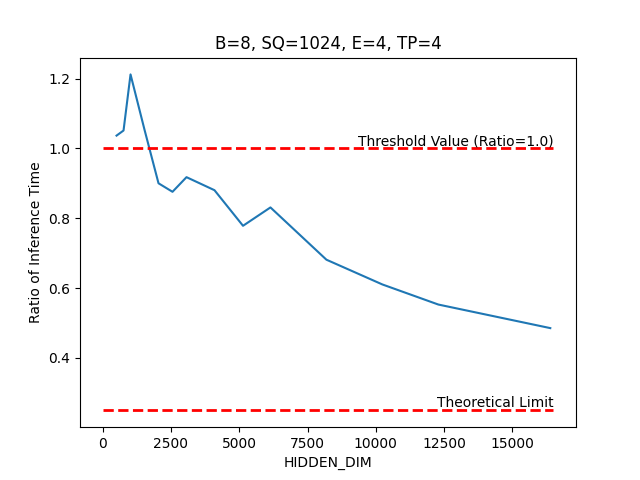 B=8, SQ=1024, E=4, TP=4
1.2
Threshold Value (Ratio=1.0)
1.0
Ratio of Inference Time
0.8
0.6
0.4
Theoretical Limit
0 2500 5000 7500 10000 12500 15000
HIDDEN_DIM